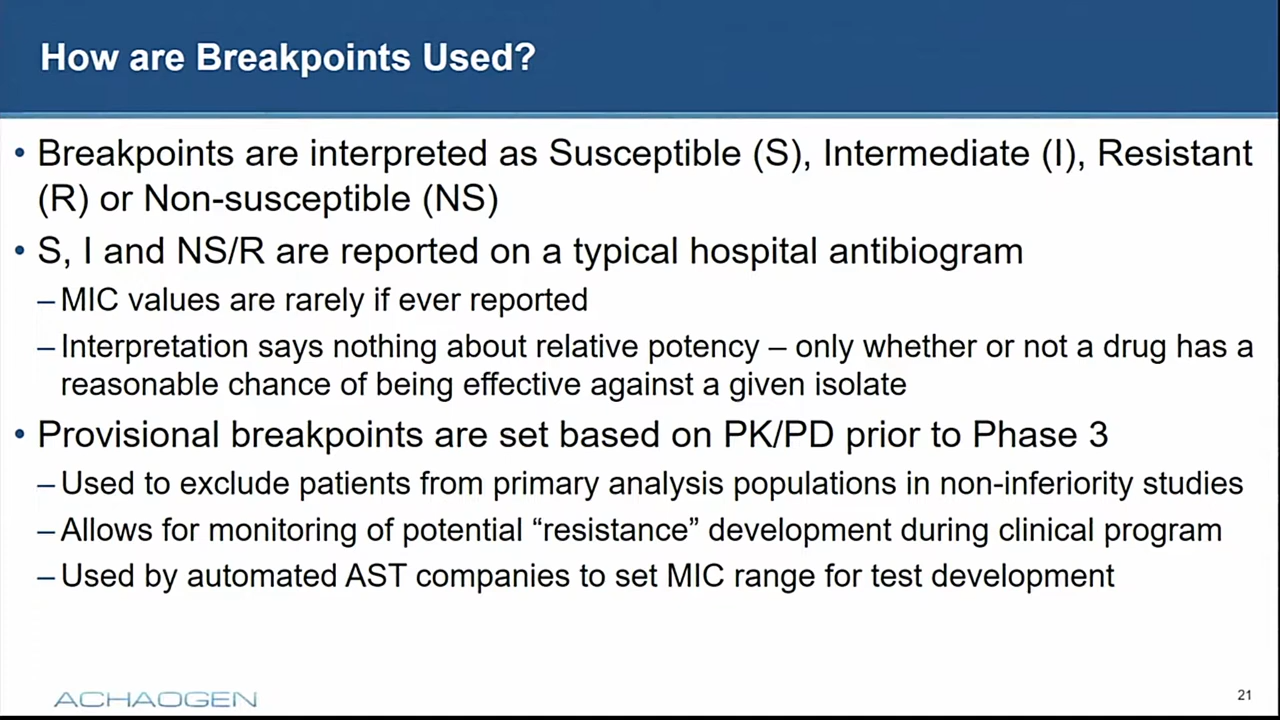 How are Breakpoints Used?
• Breakpoints are interpreted as Susceptible (S), Intermediate (I), Resistant
(R) or Non-susceptible (NS)
• S, I and NS/R are reported on a typical hospital antibiogram
– MIC values are rarely if ever reported
– Interpretation says nothing about relative potency – only whether or not a drug has a
reasonable chance of being effective against a given isolate
• Provisional breakpoints are set based on PK/PD prior to Phase 3
– Used to exclude patients from primary analysis populations in non-inferiority studies
– Allows for monitoring of potential “resistance” development during clinical program
– Used by automated AST companies to set MIC range for test development
ACHAOGEN
21